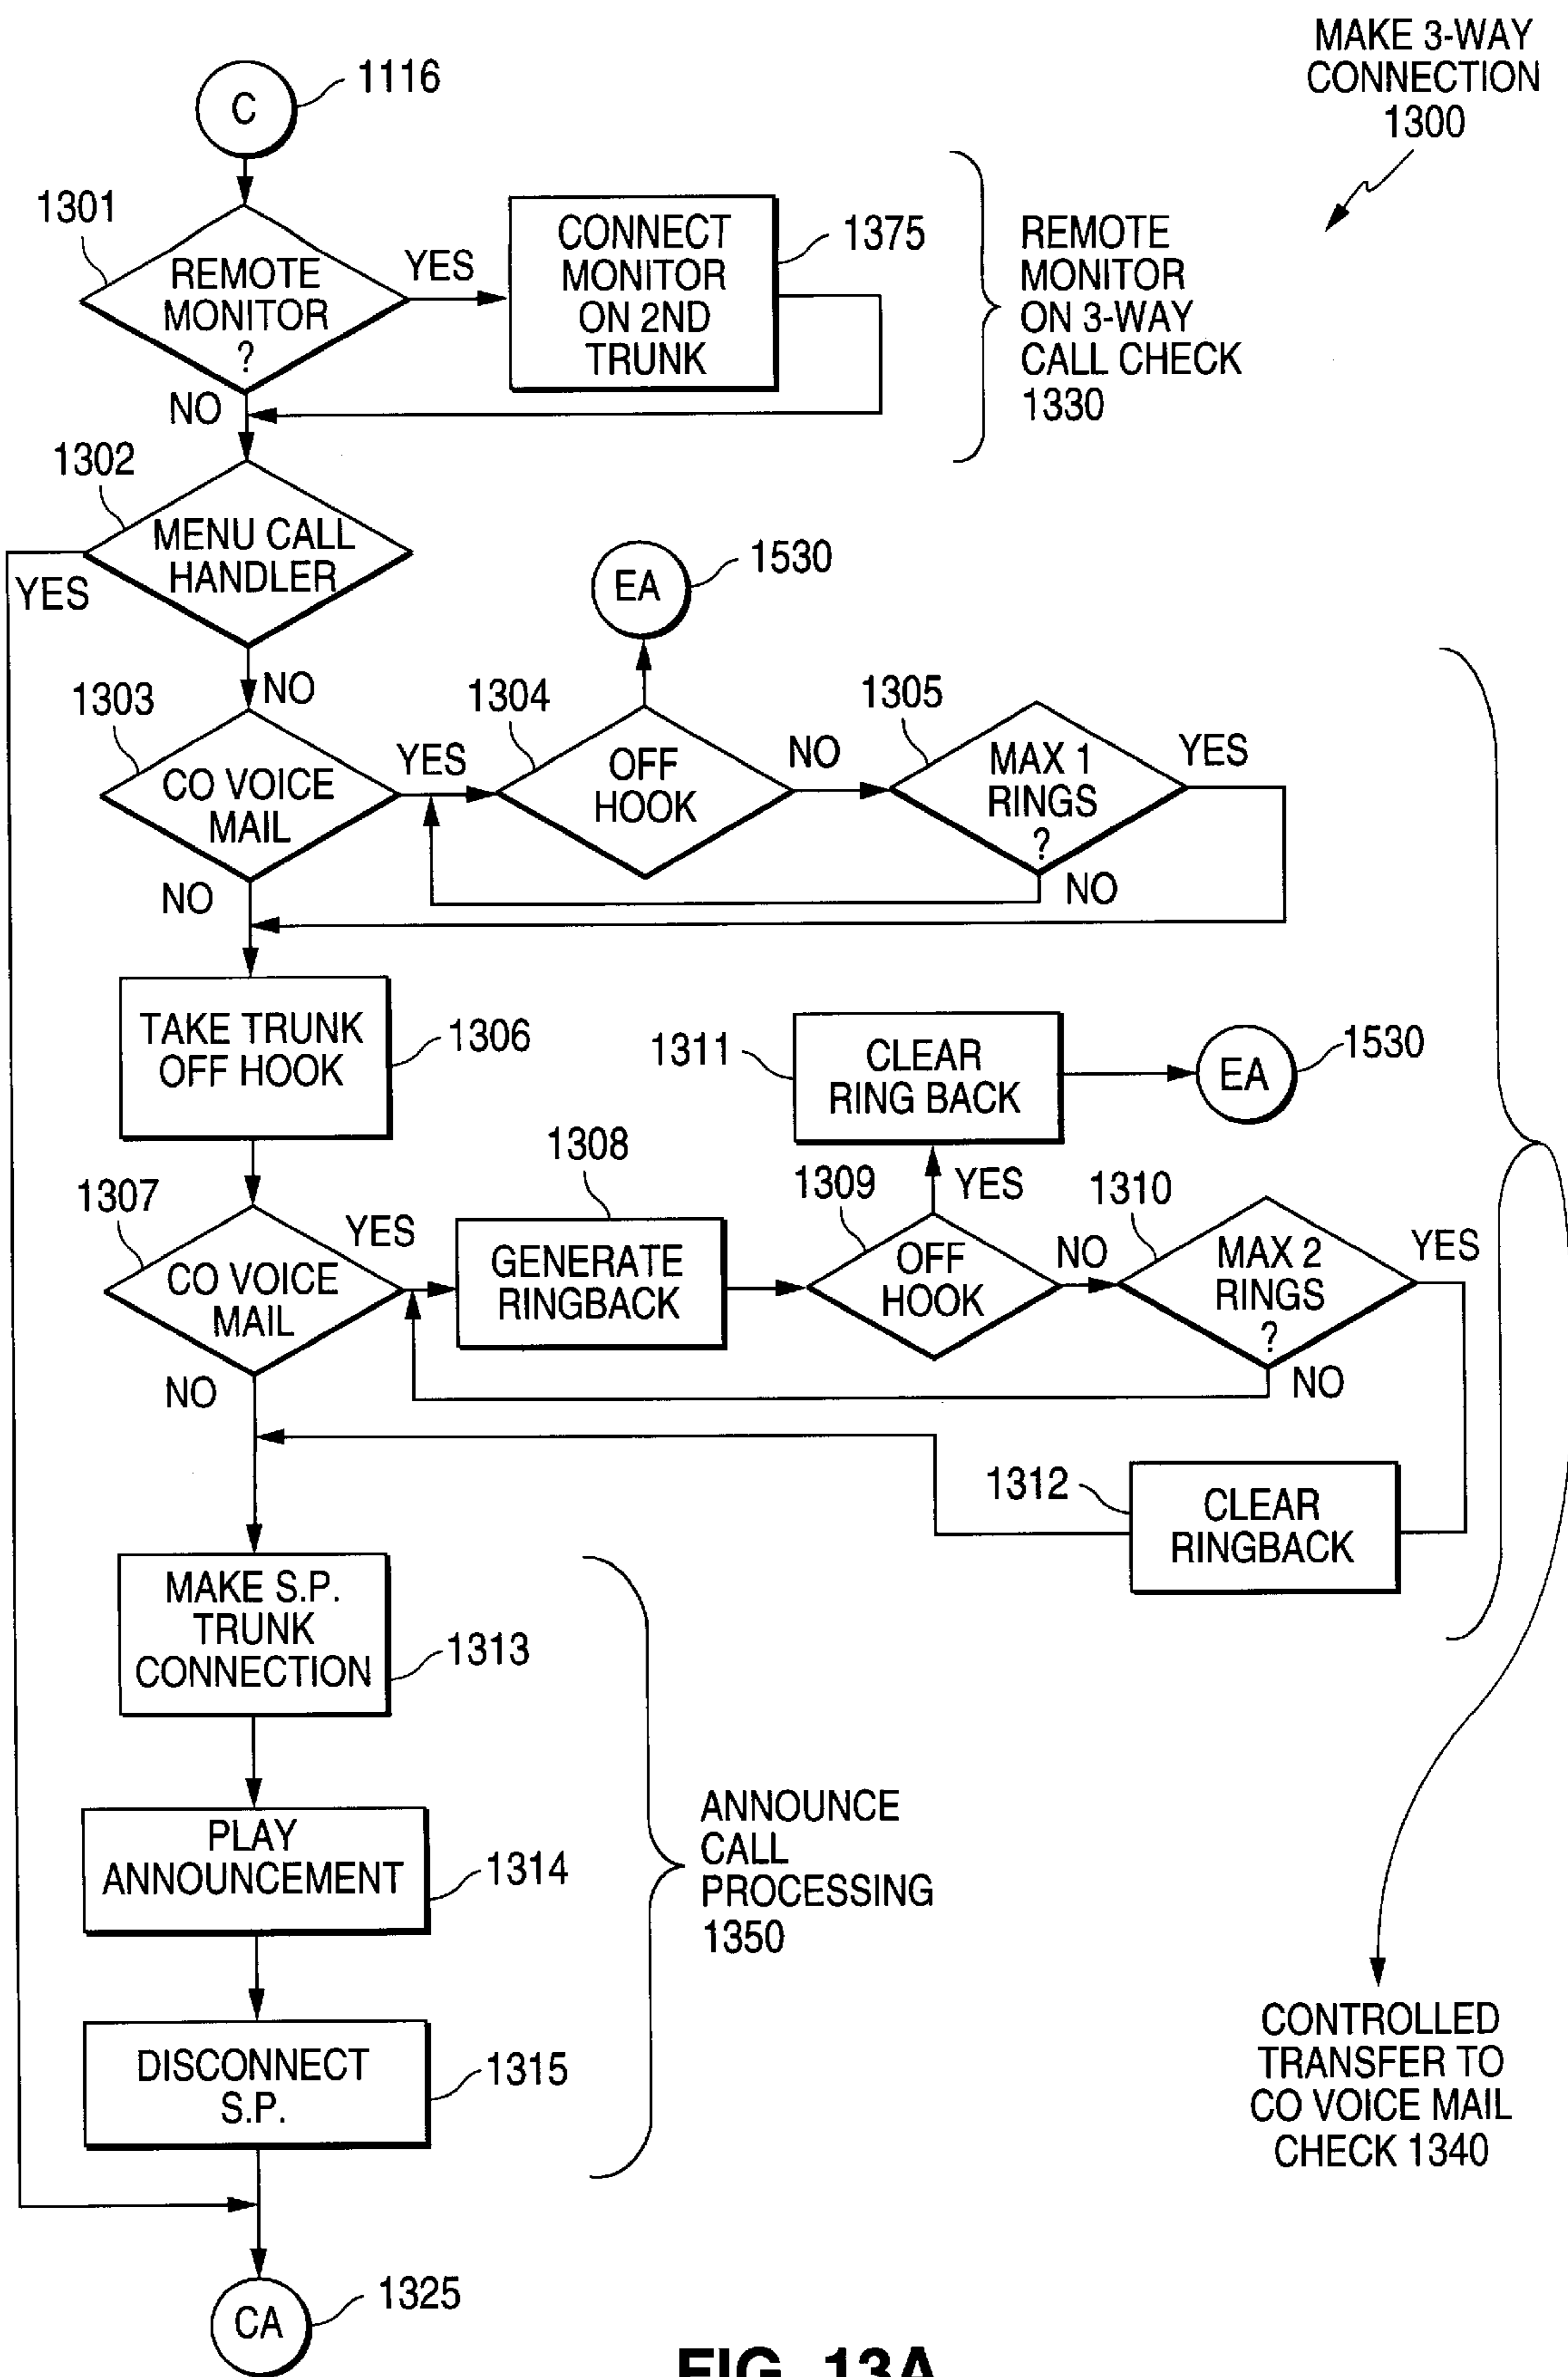 MAKE 3-WAY
CONNECTION
1300
C
1116
1301
REMOTE
MONITOR
?
YES
NO
CONNECT
MONITOR
ON 2ND
TRUNK
1375
REMOTE
MONITOR
ON 3-WAY
CALL CHECK
1330
1302
MENU CALL
HANDLER
YES
NO
EA
1530
1303
CO VOICE
MAIL
YES
NO
1304
OFF
HOOK
NO
1305
MAX 1
RINGS
?
YES
NO
TAKE TRUNK
OFF HOOK
1306
1311
CLEAR
RING BACK
EA
1530
1307
CO VOICE
MAIL
YES
NO
1308
GENERATE
RINGBACK
1309
OFF
HOOK
YES
NO
1310
MAX 2
RINGS
?
YES
NO
1312
CLEAR
RINGBACK
MAKE S.P.
TRUNK
CONNECTION
1313
PLAY
ANNOUNCEMENT
1314
DISCONNECT
S.P.
1315
ANNOUNCE
CALL
PROCESSING
1350
CONTROLLED
TRANSFER TO
CO VOICE MAIL
CHECK 1340
CA
1325
FIG. 13A